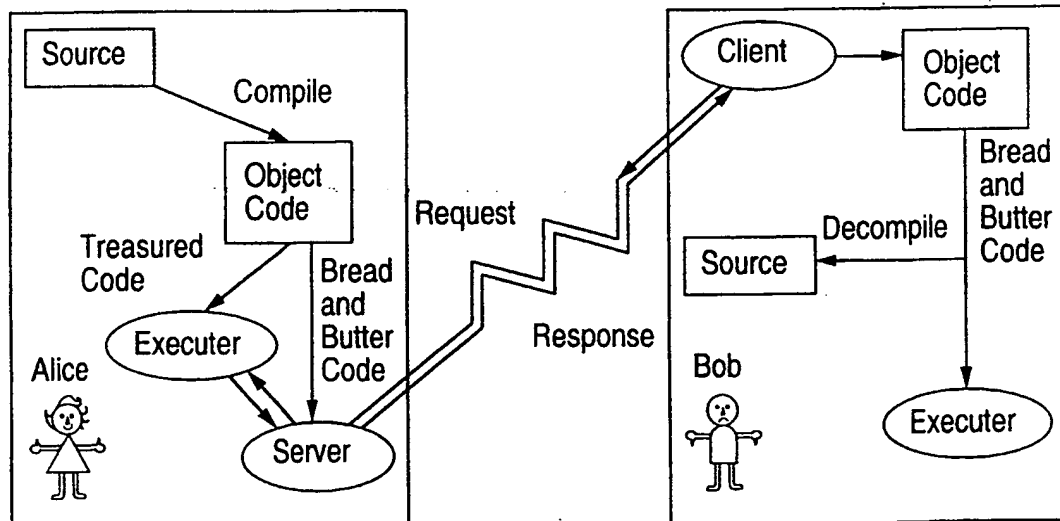 Source
Compile
Object
Code
Treasured
Code
Bread
and
Butter
Code
Executer
Alice
Server
Request
Response
Client
Object
Code
Bread
and
Butter
Code
Decompile
Source
Bob
Executer